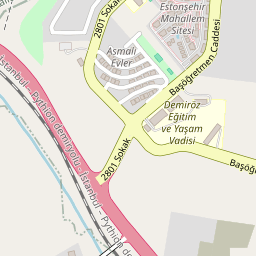 Estonşehir
Mahallem
Sitesi
2801 Sokak
Asmalı
Evler
Başöğretmen Caddesi
Demiröz
Eğitim
ve Yaşam
Vadisi
Başö
İstanbul - Pythion demiryolu
İstanbul - Pythion de
2801 Sokak